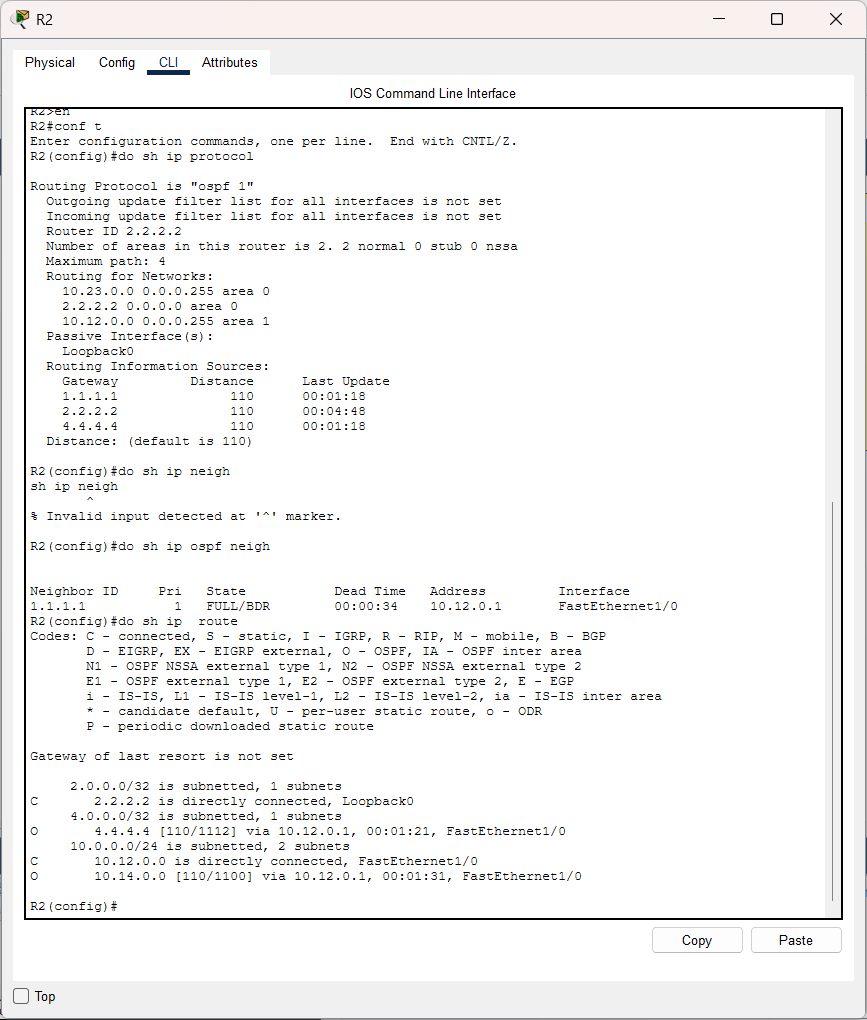 R2
Physical Config CLI Attributes
IOS Command Line Interface
R2>en
R2#conf t
Enter configuration commands, one per line.  End with CNTL/Z.
R2(config)#do sh ip protocol

Routing Protocol is "ospf 1"
  Outgoing update filter list for all interfaces is not set
  Incoming update filter list for all interfaces is not set
  Router ID 2.2.2.2
  Number of areas in this router is 2. 2 normal 0 stub 0 nssa
  Maximum path: 4
  Routing for Networks:
    10.23.0.0 0.0.0.255 area 0
    2.2.2.2 0.0.0.0 area 0
    10.12.0.0 0.0.0.255 area 1
  Passive Interface(s):
    Loopback0
  Routing Information Sources:
    Gateway         Distance      Last Update
    1.1.1.1              110      00:01:18
    2.2.2.2              110      00:04:48
    4.4.4.4              110      00:01:18
  Distance: (default is 110)

R2(config)#do sh ip neigh
sh ip neigh
       ^
% Invalid input detected at '^' marker.

R2(config)#do sh ip ospf neigh

Neighbor ID     Pri   State           Dead Time   Address         Interface
1.1.1.1           1   FULL/BDR        00:00:34    10.12.0.1       FastEthernet1/0
R2(config)#do sh ip  route
Codes: C - connected, S - static, I - IGRP, R - RIP, M - mobile, B - BGP
       D - EIGRP, EX - EIGRP external, O - OSPF, IA - OSPF inter area
       N1 - OSPF NSSA external type 1, N2 - OSPF NSSA external type 2
       E1 - OSPF external type 1, E2 - OSPF external type 2, E - EGP
       i - IS-IS, L1 - IS-IS level-1, L2 - IS-IS level-2, ia - IS-IS inter area
       * - candidate default, U - per-user static route, o - ODR
       P - periodic downloaded static route

Gateway of last resort is not set

     2.0.0.0/32 is subnetted, 1 subnets
C       2.2.2.2 is directly connected, Loopback0
     4.0.0.0/32 is subnetted, 1 subnets
O       4.4.4.4 [110/1112] via 10.12.0.1, 00:01:21, FastEthernet1/0
     10.0.0.0/24 is subnetted, 2 subnets
C       10.12.0.0 is directly connected, FastEthernet1/0
O       10.14.0.0 [110/1100] via 10.12.0.1, 00:01:31, FastEthernet1/0

R2(config)#
Copy Paste
Top